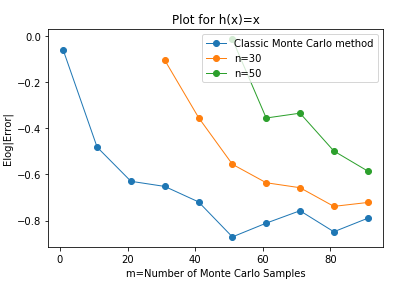 Plot for h(x)=x
Classic Monte Carlo method
n=30
n=50
Elog|Error|
0.0
−0.2
−0.4
−0.6
−0.8
0 20 40 60 80
m=Number of Monte Carlo Samples